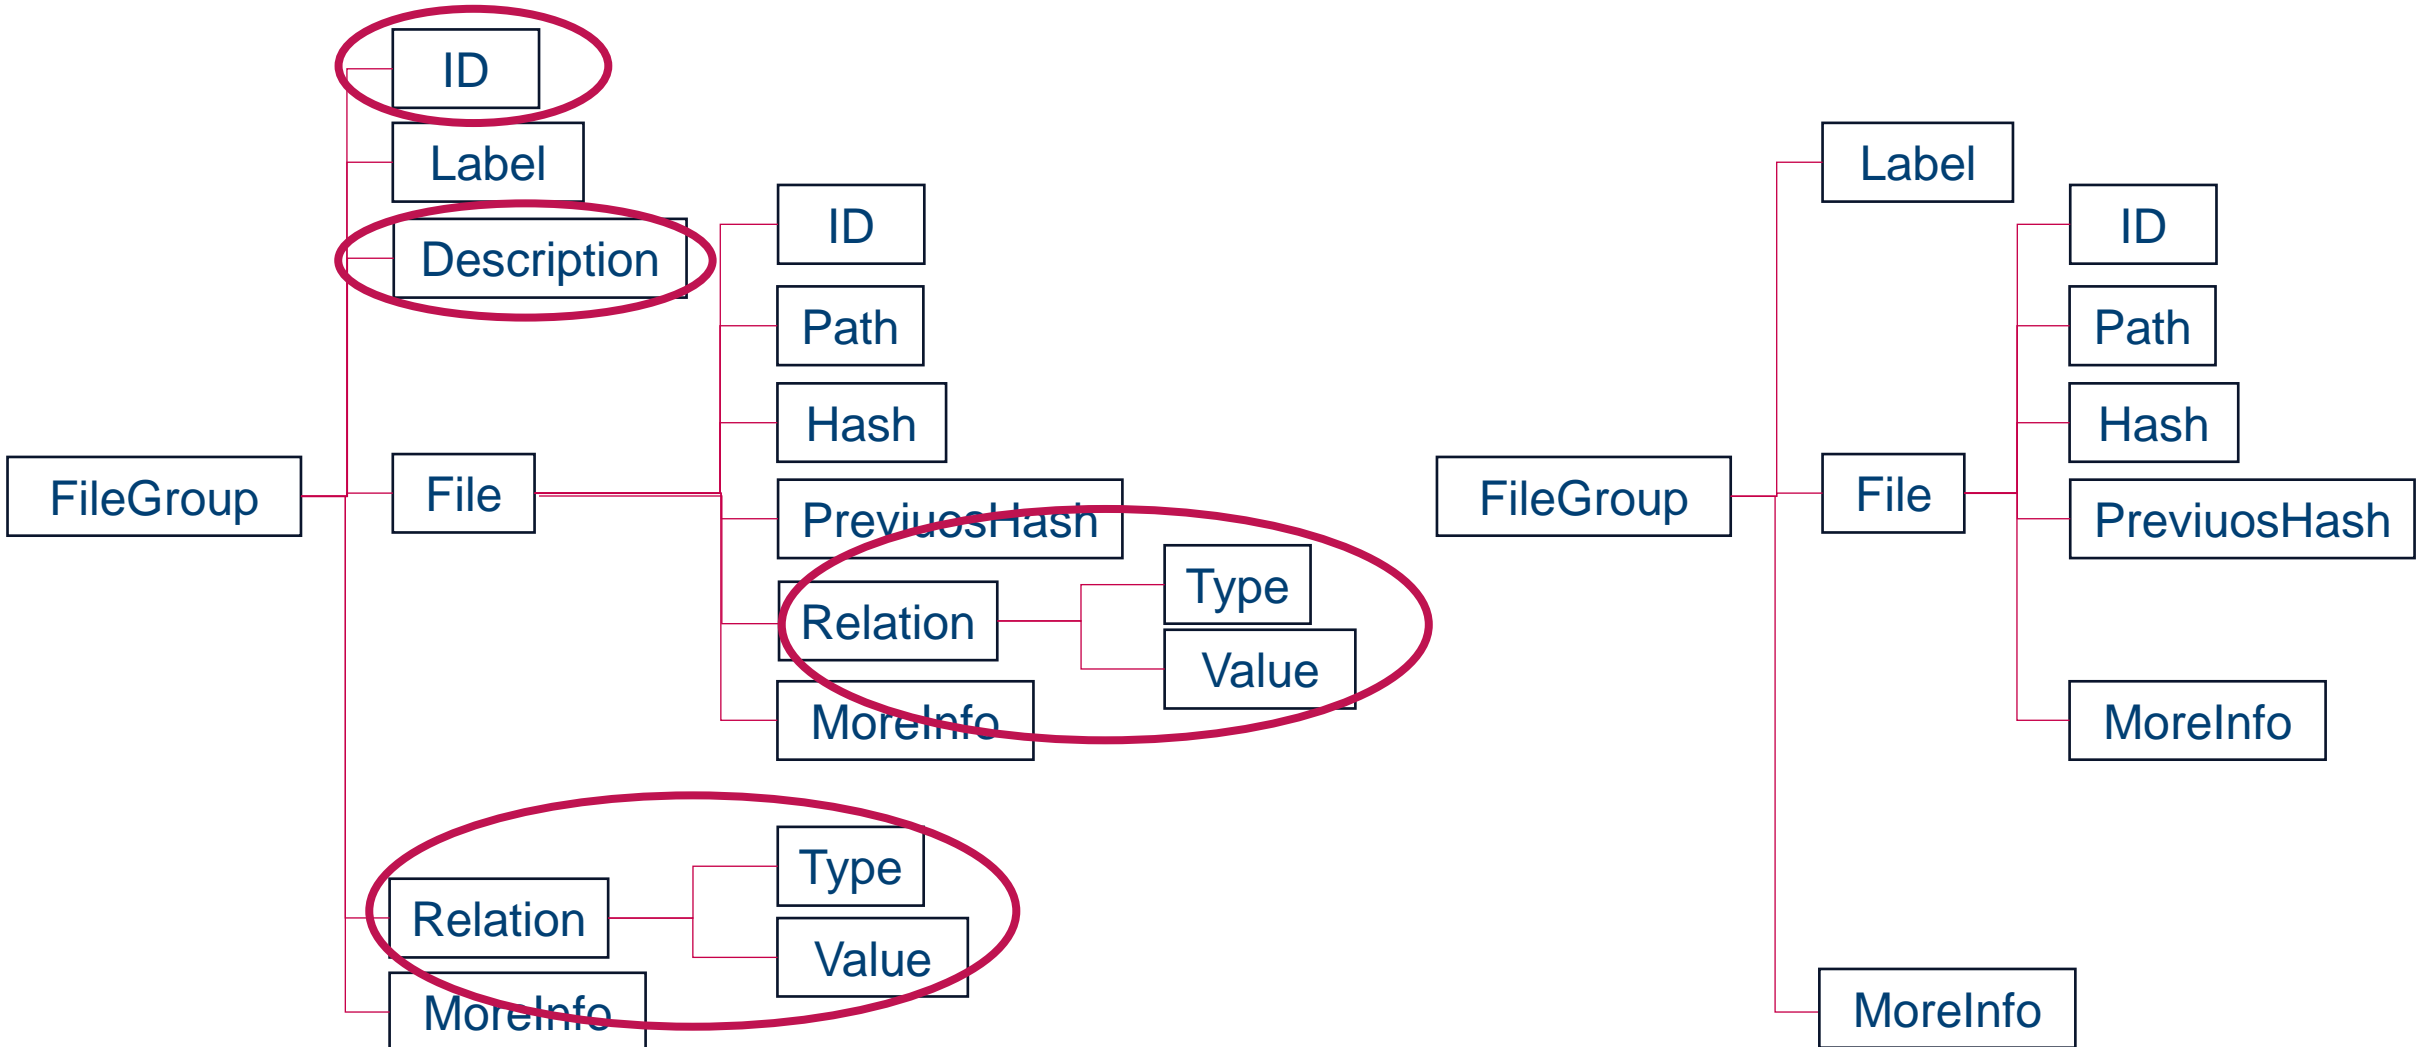 ID
Label
Description
FileGroup
File
ID
Path
Hash
PreviuosHash
Relation
Type
Value
MoreInfo
Relation
Type
Value
MoreInfo
FileGroup
Label
File
ID
Path
Hash
PreviuosHash
MoreInfo
MoreInfo